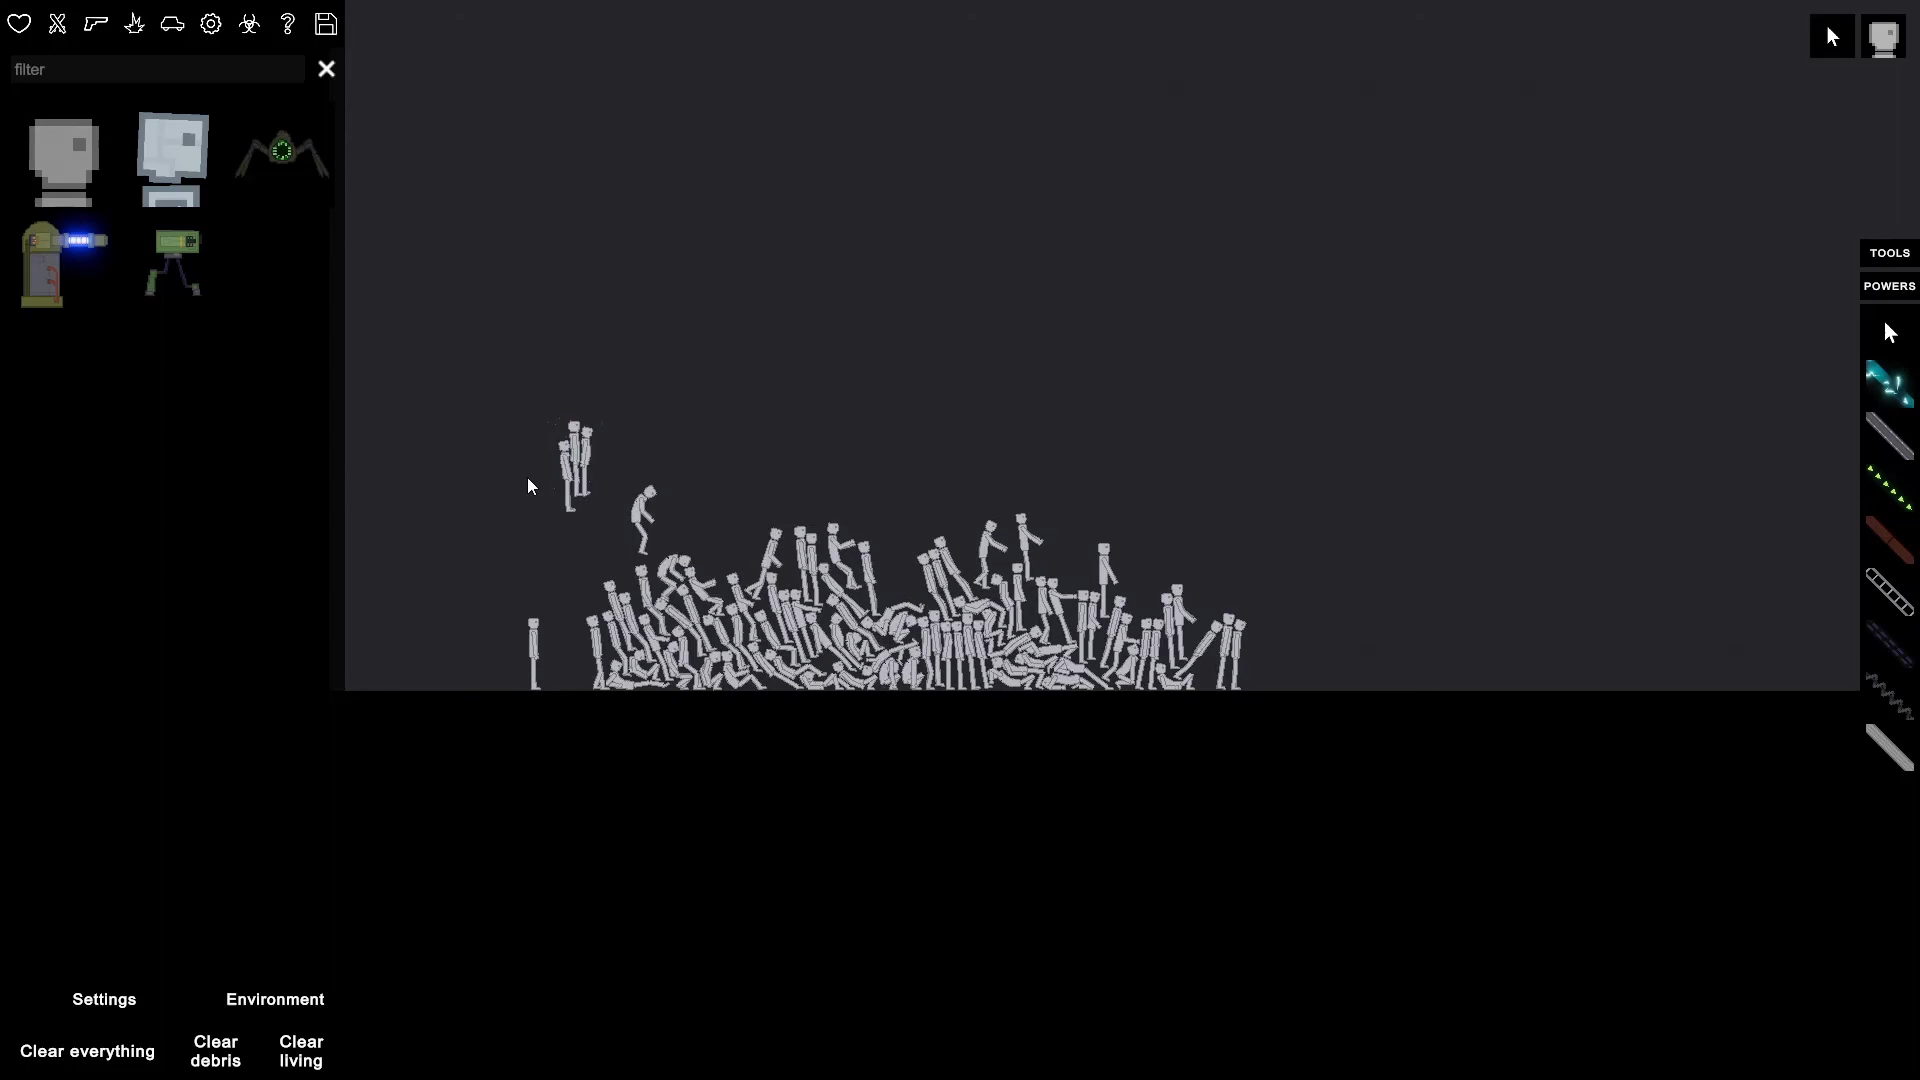 filter
TOOLS
POWERS
Settings
Environment
Clear everything
Clear
debris
Clear
living